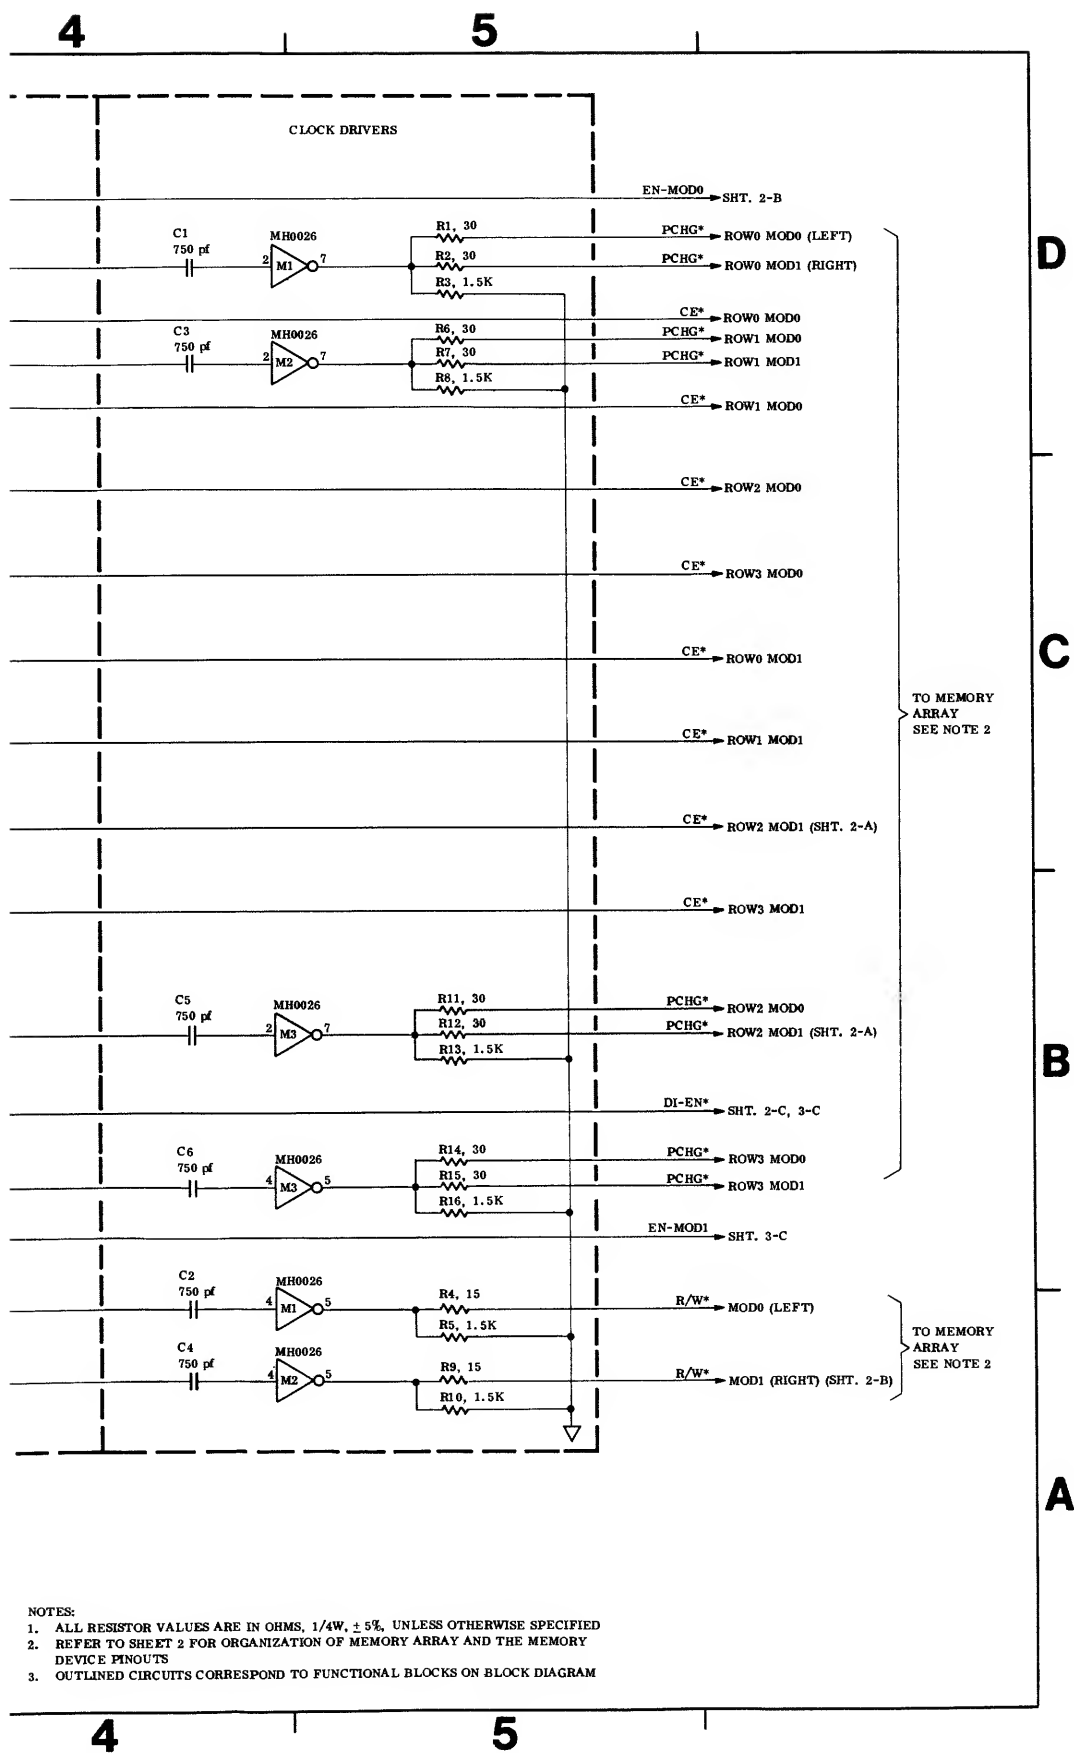 4 5
CLOCK DRIVERS
EN-MOD0 SHT. 2-B
R1, 30 PCHG* ROW0 MOD0 (LEFT)
C1
750 pf
MH0026
2 M1 7
R2, 30 PCHG* ROW0 MOD1 (RIGHT)
R3, 1.5K
D
CE* ROW0 MOD0
C3
750 pf
MH0026
2 M2 7
R6, 30 PCHG* ROW1 MOD0
R7, 30 PCHG* ROW1 MOD1
R8, 1.5K
CE* ROW1 MOD0
CE* ROW2 MOD0
CE* ROW3 MOD0
CE* ROW0 MOD1
C
TO MEMORY
ARRAY
SEE NOTE 2
CE* ROW1 MOD1
CE* ROW2 MOD1 (SHT. 2-A)
CE* ROW3 MOD1
C5
750 pf
MH0026
2 M3 7
R11, 30 PCHG* ROW2 MOD0
R12, 30 PCHG* ROW2 MOD1 (SHT. 2-A)
R13, 1.5K
B
DI-EN* SHT. 2-C, 3-C
C6
750 pf
MH0026
4 M3 5
R14, 30 PCHG* ROW3 MOD0
R15, 30 PCHG* ROW3 MOD1
R16, 1.5K
EN-MOD1 SHT. 3-C
C2
750 pf
MH0026
4 M1 5
R4, 15 R/W* MOD0 (LEFT)
R5, 1.5K
TO MEMORY
ARRAY
SEE NOTE 2
C4
750 pf
MH0026
4 M2 5
R9, 15 R/W* MOD1 (RIGHT) (SHT. 2-B)
R10, 1.5K
A
NOTES:
1. ALL RESISTOR VALUES ARE IN OHMS, 1/4W, ± 5%, UNLESS OTHERWISE SPECIFIED
2. REFER TO SHEET 2 FOR ORGANIZATION OF MEMORY ARRAY AND THE MEMORY
DEVICE PINOUTS
3. OUTLINED CIRCUITS CORRESPOND TO FUNCTIONAL BLOCKS ON BLOCK DIAGRAM
4 5